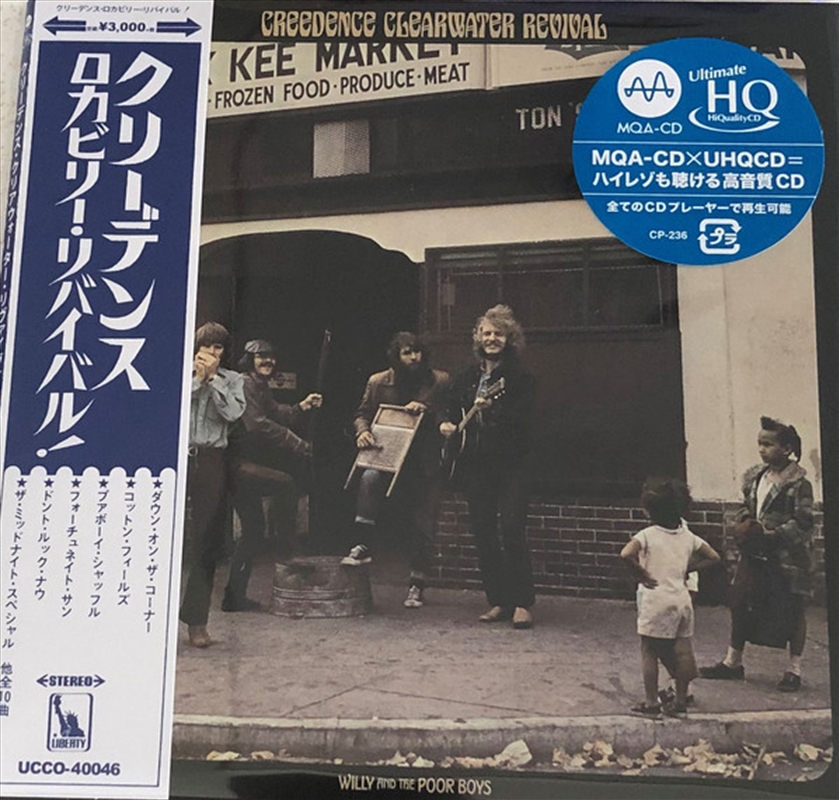 クリーデンス・ロカビリー・リバイバル!
¥3,000
クリーデンス
ロカビリー・リバイバル!
★ダウン・オン・ザ・コーナー
★コットン・フィールズ
★プアボーイ・シャッフル
★フォーチュネイト・サン
★ドント・ルック・ナウ
★ザ・ミッドナイト・スペシャル
他全10曲
STEREO
LIBERTY
UCCO-40046
CREEDENCE CLEARWATER REVIVAL
KEE MARKET
FROZEN FOOD · PRODUCE · MEAT
TON
MQA-CD
Ultimate
HQ
HiQualityCD
MQA-CD×UHQCD=
ハイレゾも聴ける高音質CD
全てのCDプレーヤーで再生可能
CP-236
プラ
WILLY AND THE POOR BOYS